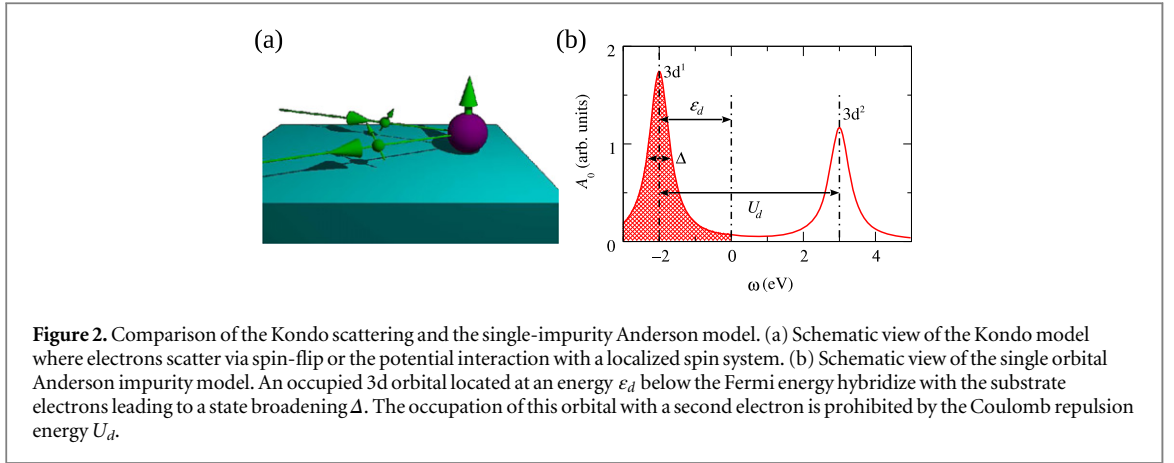 (a)
(b)
2
1
0
A₀ (arb. units)
3d¹
3d²
ε_d
Δ
U_d
−2
0
2
4
ω (eV)
Figure 2. Comparison of the Kondo scattering and the single-impurity Anderson model. (a) Schematic view of the Kondo model
where electrons scatter via spin-flip or the potential interaction with a localized spin system. (b) Schematic view of the single orbital
Anderson impurity model. An occupied 3d orbital located at an energy ε_d below the Fermi energy hybridize with the substrate
electrons leading to a state broadening Δ. The occupation of this orbital with a second electron is prohibited by the Coulomb repulsion
energy U_d.